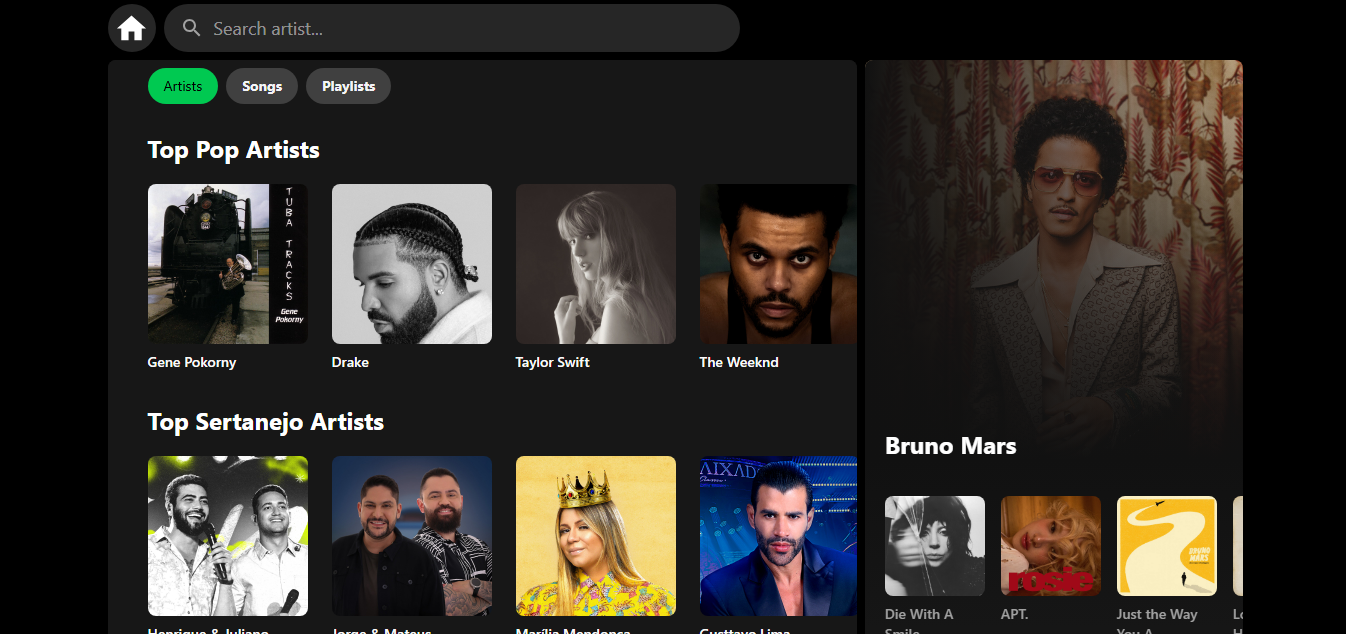 Search artist...
Artists
Songs
Playlists
Top Pop Artists
TUBA TRACKS
Gene
Pokorny
Gene Pokorny
Drake
Taylor Swift
The Weeknd
Top Sertanejo Artists
Henrique & Juliano
Jorge & Mateus
Marília Mendonça
Gusttavo Lima
Bruno Mars
rosie
BRUNO
MARS
Die With A
Smile
APT.
Just the Way
You A